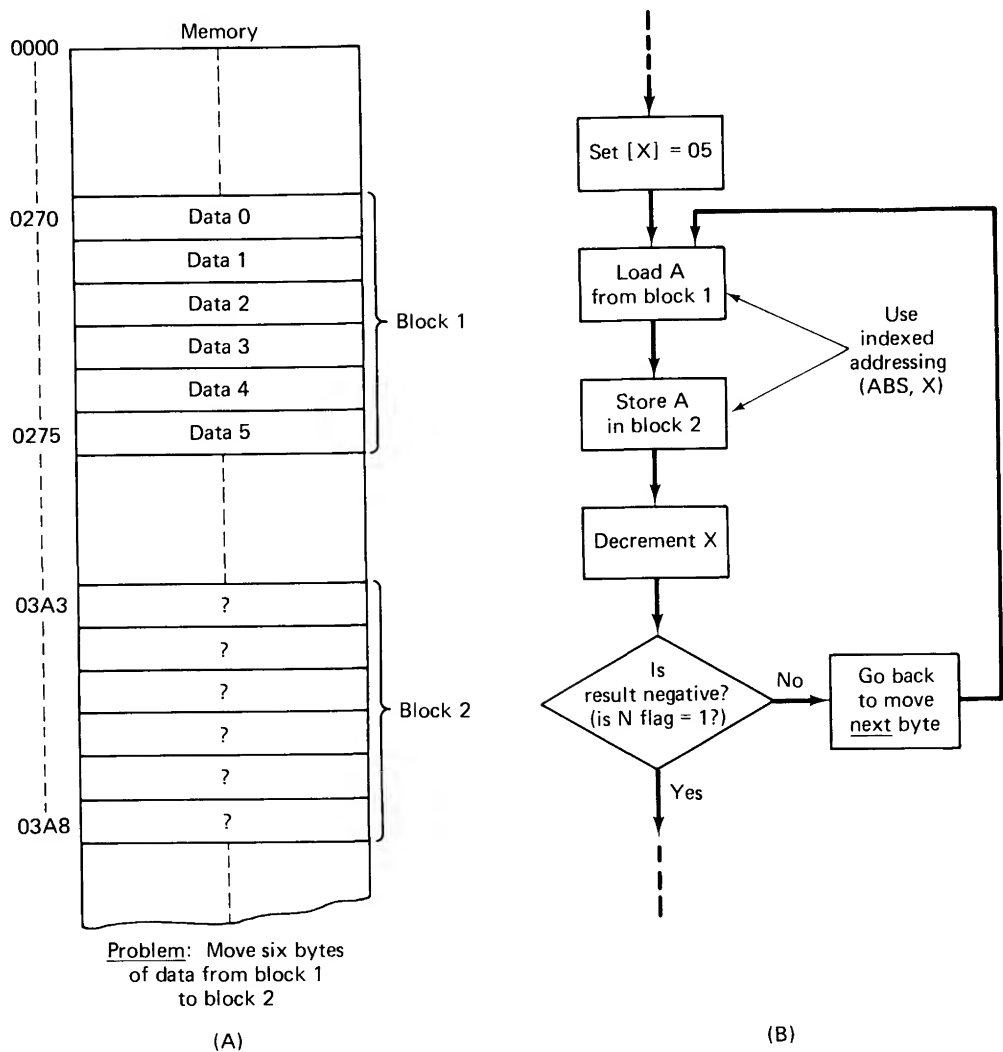 Memory
0000
0270
Data 0
Data 1
Data 2
Data 3
Data 4
0275
Data 5
Block 1
03A3
?
?
?
?
?
03A8
?
Block 2
Problem: Move six bytes
of data from block 1
to block 2
(A)
Set [X] = 05
Load A
from block 1
Store A
in block 2
Use
indexed
addressing
(ABS, X)
Decrement X
Is
result negative?
(is N flag = 1?)
No
Go back
to move
next byte
Yes
(B)